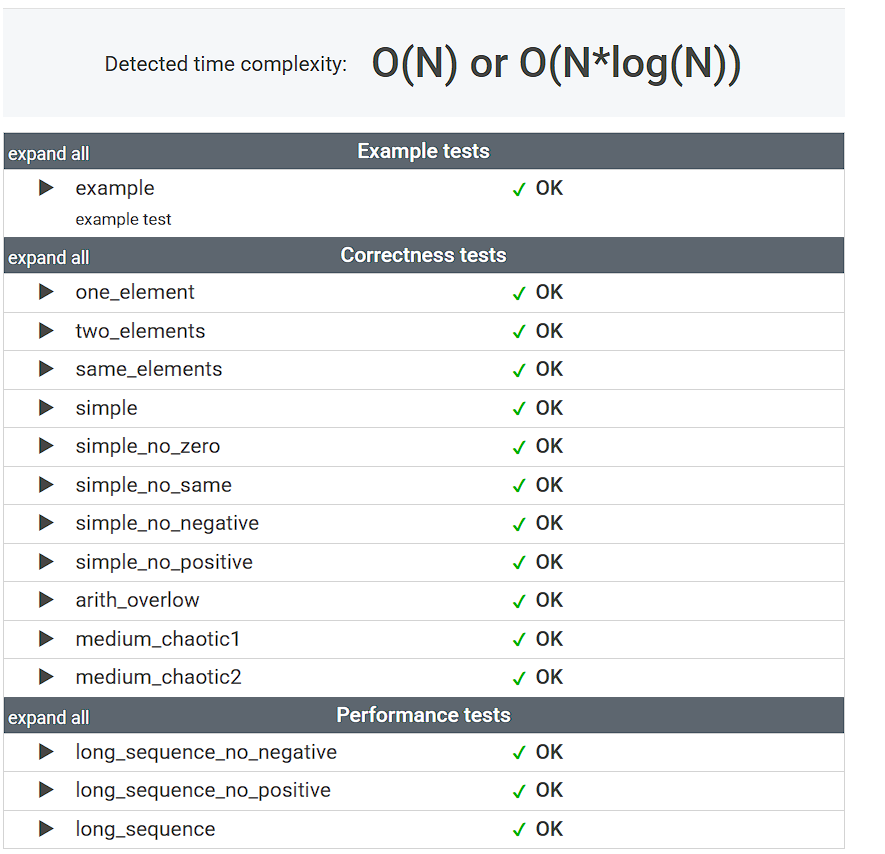 Detected time complexity: O(N) or O(N*log(N))
expand all Example tests
example ✓ OK
example test
expand all Correctness tests
one_element ✓ OK
two_elements ✓ OK
same_elements ✓ OK
simple ✓ OK
simple_no_zero ✓ OK
simple_no_same ✓ OK
simple_no_negative ✓ OK
simple_no_positive ✓ OK
arith_overlow ✓ OK
medium_chaotic1 ✓ OK
medium_chaotic2 ✓ OK
expand all Performance tests
long_sequence_no_negative ✓ OK
long_sequence_no_positive ✓ OK
long_sequence ✓ OK